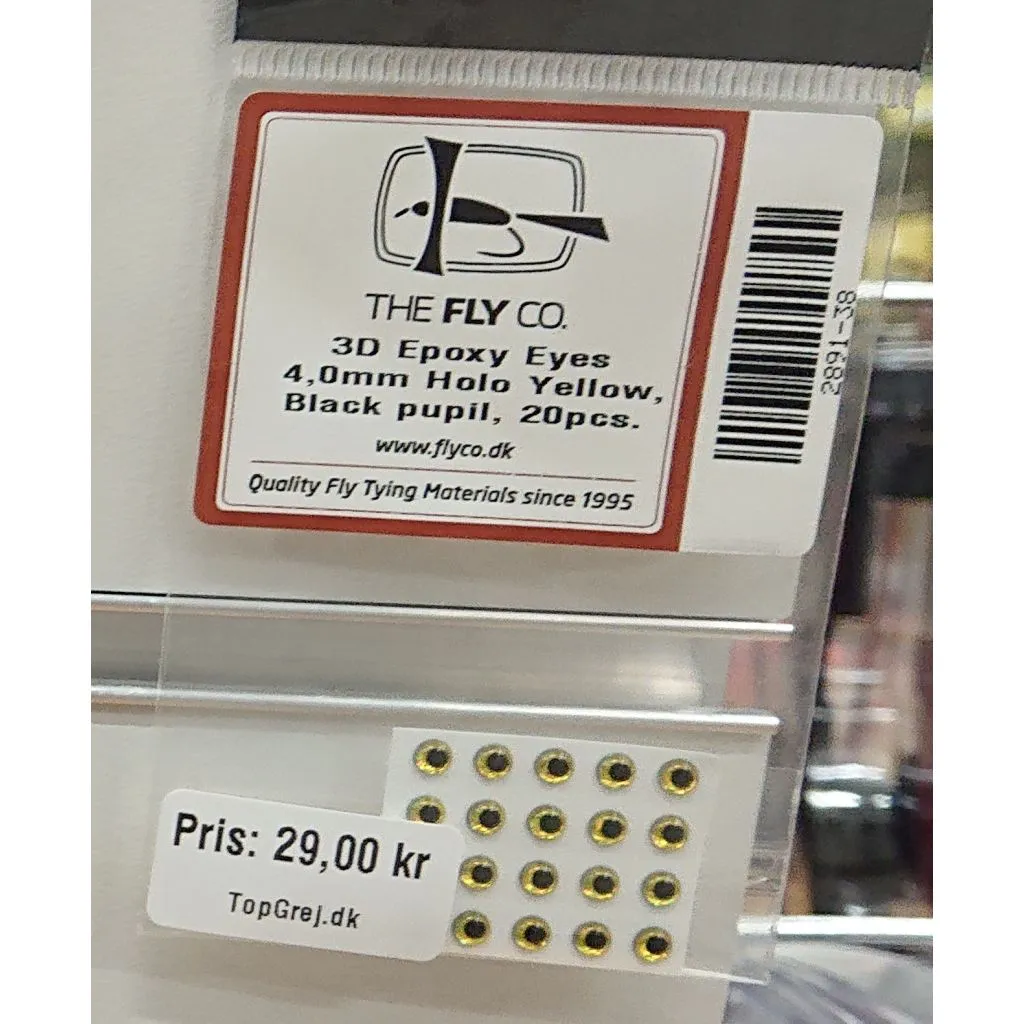 THE FLY CO.
3D Epoxy Eyes
4,0mm Holo Yellow,
Black pupil, 20pcs.
www.flyco.dk
Quality Fly Tying Materials since 1995
2891-38
Pris: 29,00 kr
TopGrej.dk